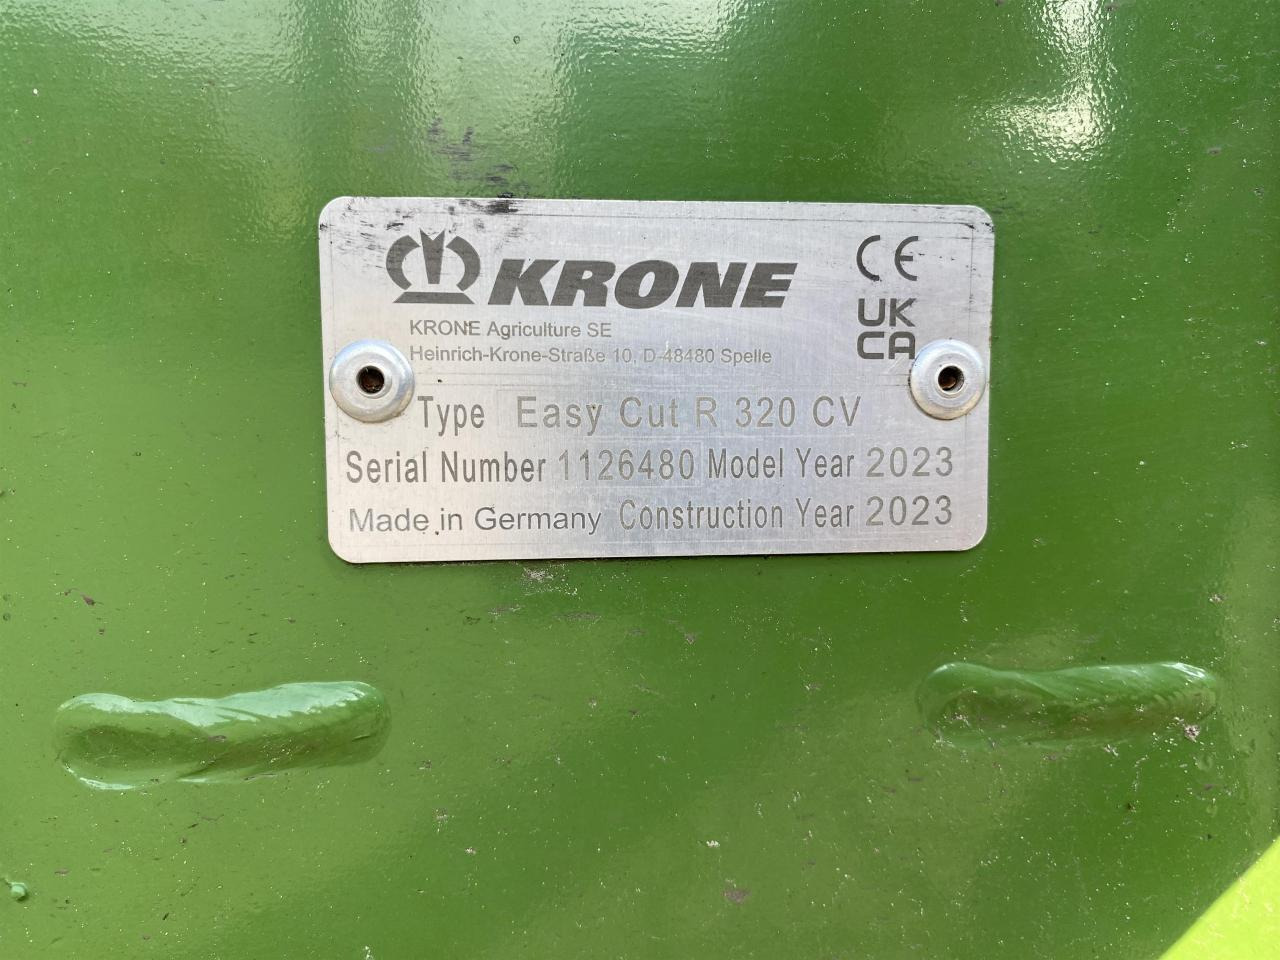 KRONE
CE
UK
CA
KRONE Agriculture SE
Heinrich-Krone-Straße 10, D-48480 Spelle
Type Easy Cut R 320 CV
Serial Number 1126480 Model Year 2023
Made in Germany Construction Year 2023